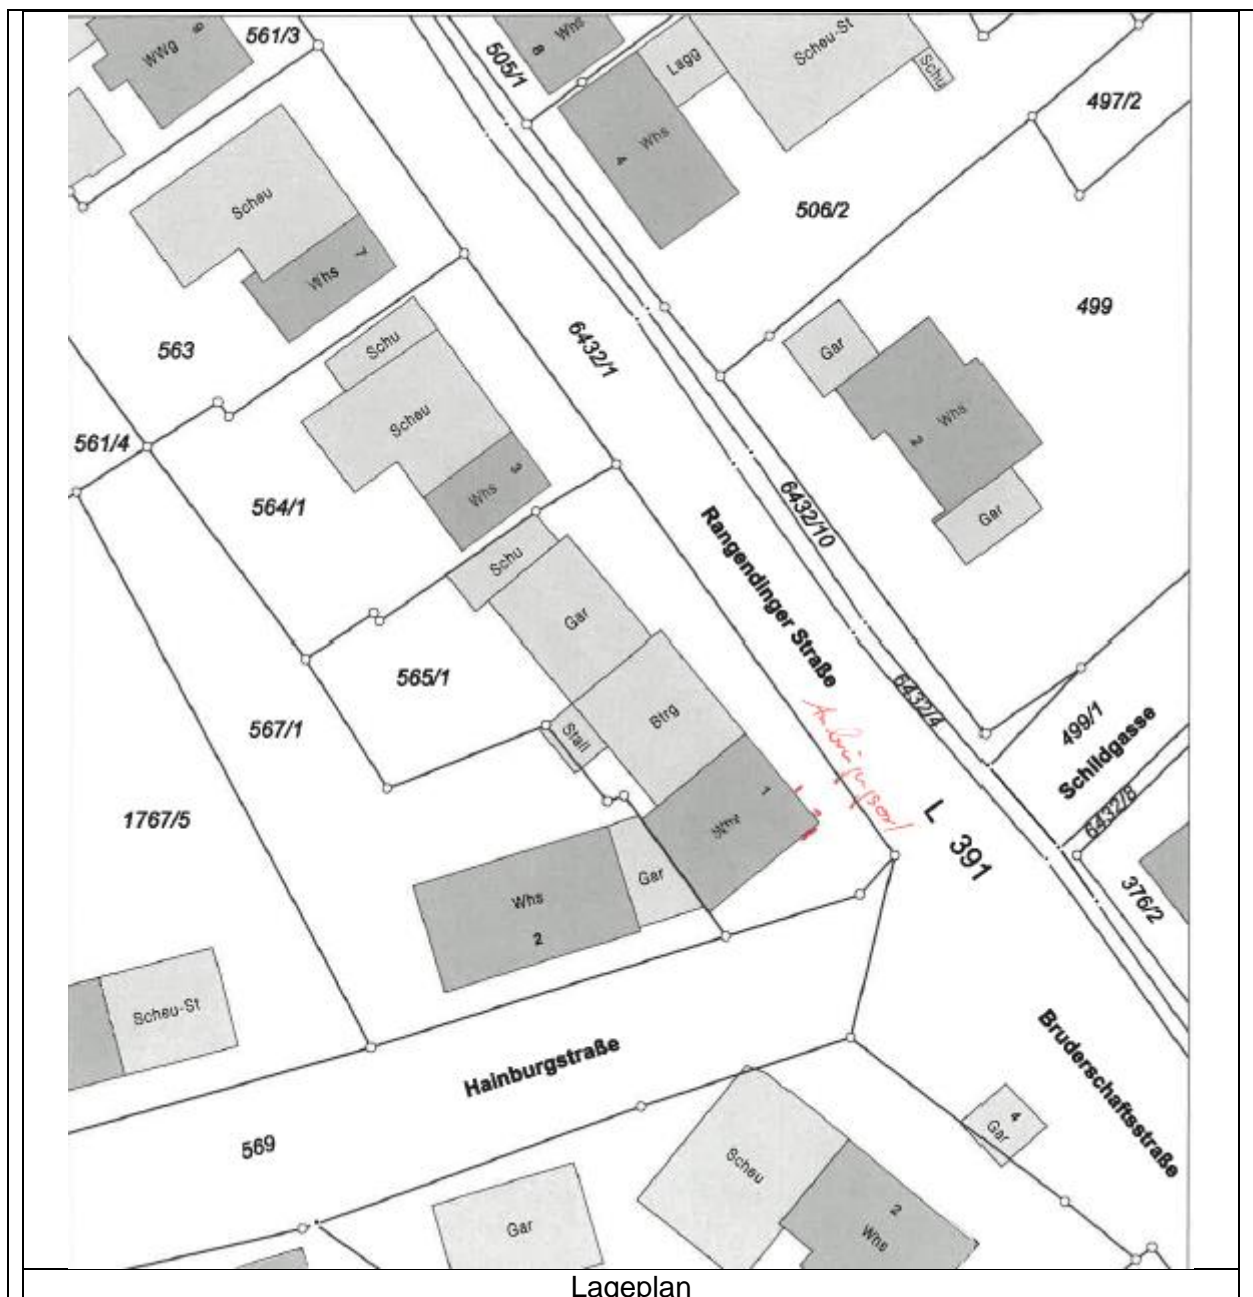 561/3
WWg
9
505/1
Whs
8
Lagg
Scheu-St
Schu
497/2
Whs
4
506/2
Scheu
Whs
7
563
Schu
6432/1
499
Gar
Scheu
Whs
2
561/4
Whs
3
564/1
6432/10
Gar
Rangendinger Straße
Schu
Gar
565/1
567/1
Btrg
Stall
6432/4
499/1
Schildgasse
Anbringungsort
1
L 391
6432/8
1767/5
Gar
Whs
2
376/2
Scheu-St
Hainburgstraße
Bruderschaftsstraße
4
Gar
569
Scheu
2
Whs
Gar
Lageplan